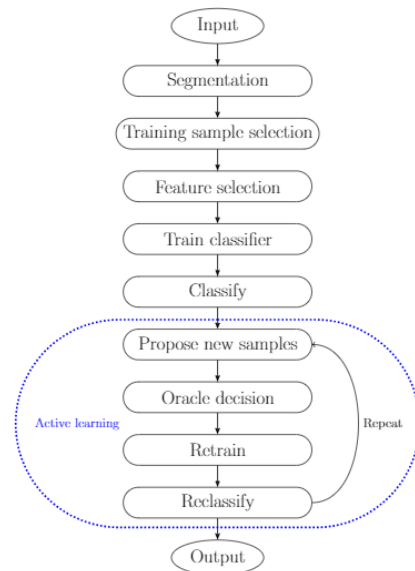 Input
Segmentation
Training sample selection
Feature selection
Train classifier
Classify
Propose new samples
Oracle decision
Active learning
Repeat
Retrain
Reclassify
Output